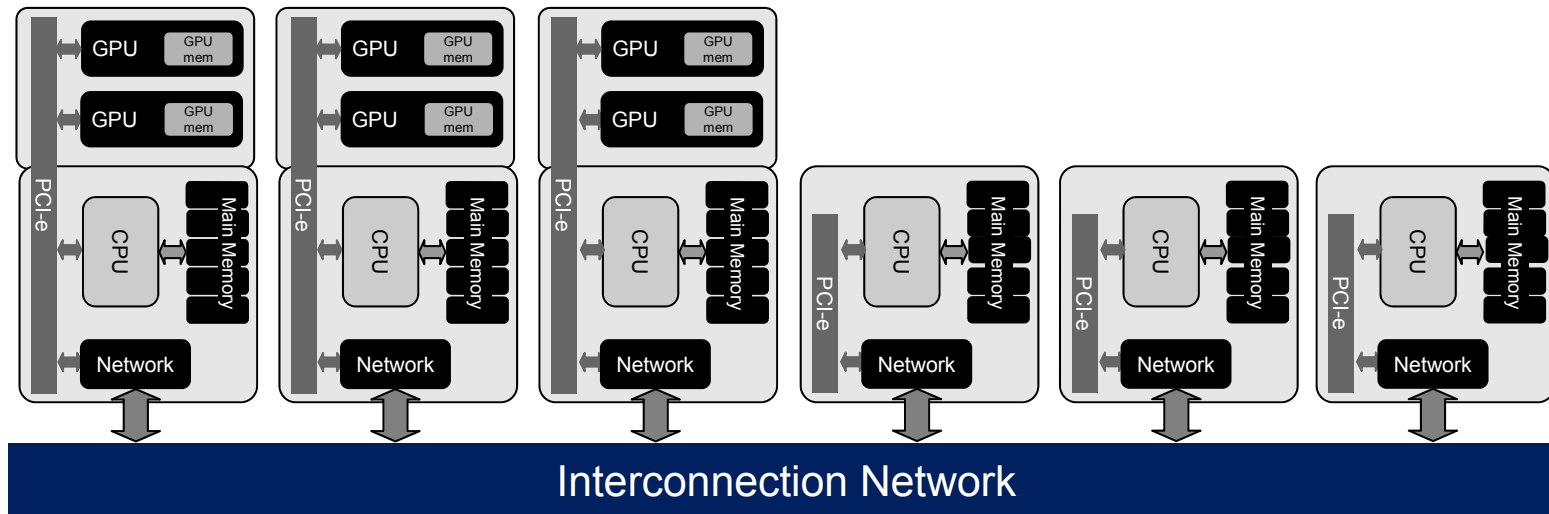 GPU
GPU
mem
GPU
GPU
mem
GPU
GPU
mem
GPU
GPU
mem
GPU
GPU
mem
GPU
GPU
mem
PCI-e
CPU
Main Memory
Network
PCI-e
CPU
Main Memory
Network
PCI-e
CPU
Main Memory
Network
PCI-e
CPU
Main Memory
Network
PCI-e
CPU
Main Memory
Network
PCI-e
CPU
Main Memory
Network
Interconnection Network